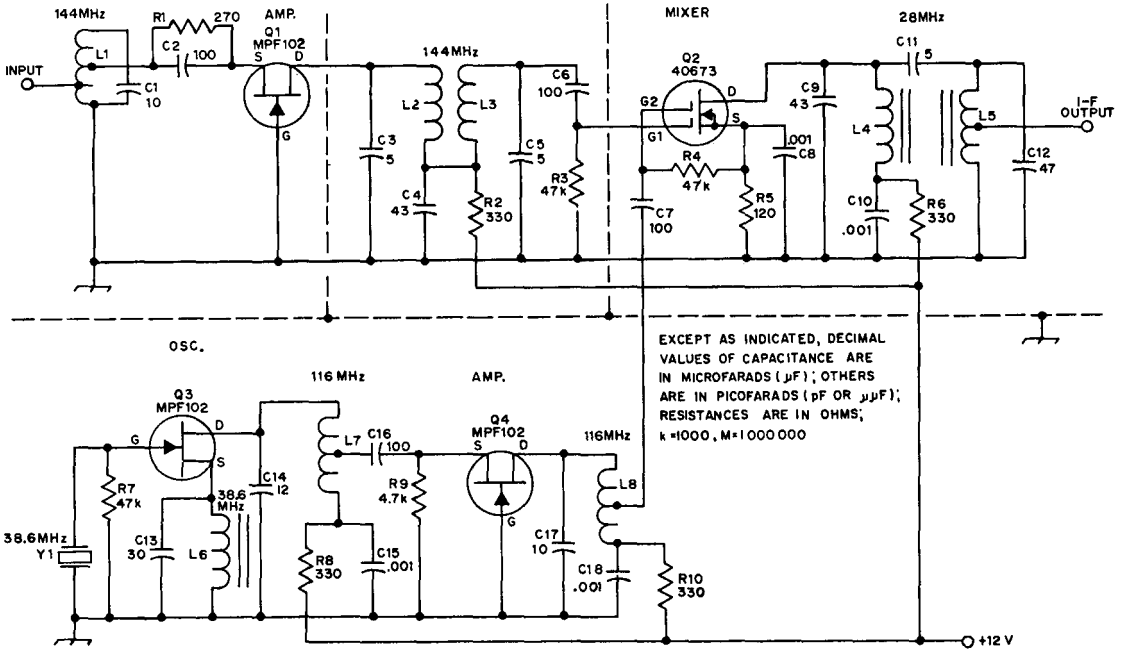 144MHz
R1
270
C2
100
L1
INPUT
C1
10
AMP.
Q1
MPF102
S
D
G
144MHz
L2
L3
C3
5
C4
43
R2
330
C5
5
C6
100
R3
47k
MIXER
Q2
40673
G2
G1
D
S
R4
47k
C7
100
R5
120
.001
C8
C9
43
28MHz
C11
5
L4
L5
I-F
OUTPUT
C10
.001
R6
330
C12
47
EXCEPT AS INDICATED, DECIMAL
VALUES OF CAPACITANCE ARE
IN MICROFARADS (µF); OTHERS
ARE IN PICOFARADS (pF OR µµF);
RESISTANCES ARE IN OHMS;
k=1000, M=1000000
OSC.
Q3
MPF102
G
D
S
R7
47k
38.6MHz
Y1
C13
30
L6
38.6
MHz
C14
12
116MHz
L7
C16
100
R8
330
C15
.001
R9
4.7k
AMP.
Q4
MPF102
S
D
G
C17
10
116MHz
L8
C18
.001
R10
330
+12V